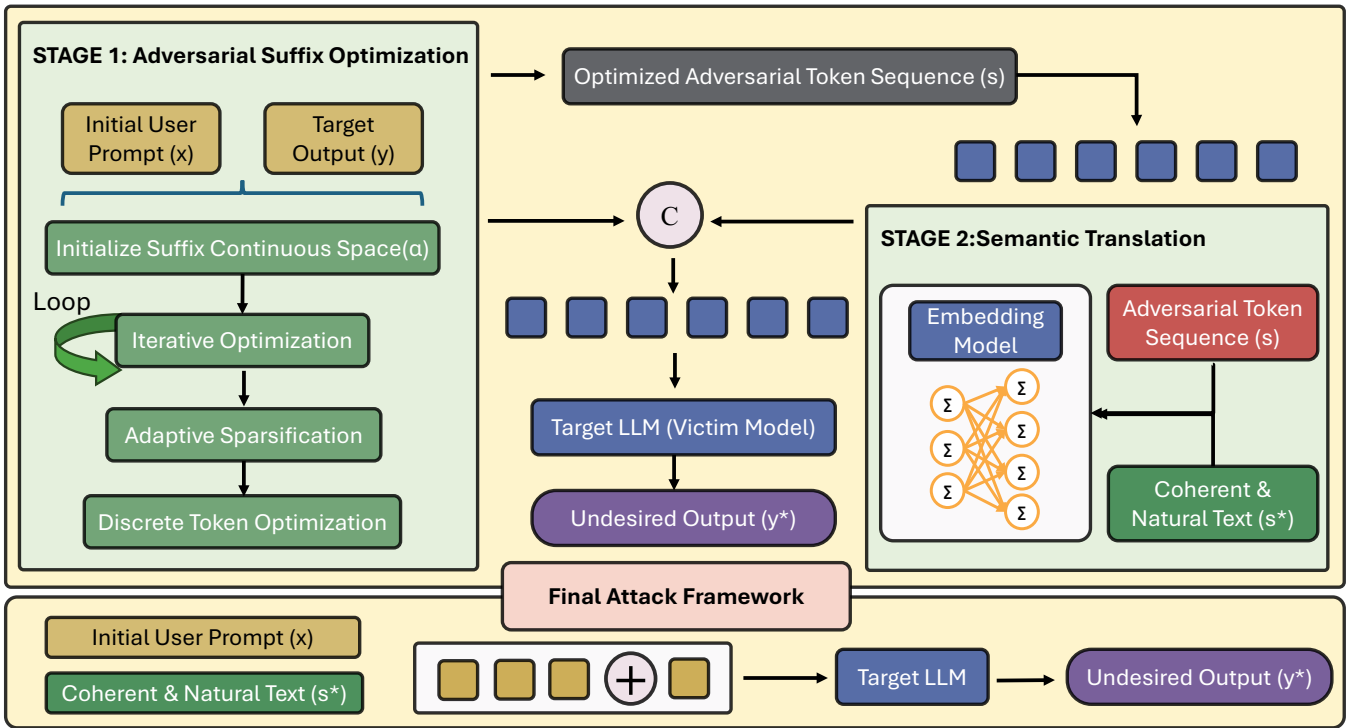 STAGE 1: Adversarial Suffix Optimization
Initial User
Prompt (x)
Target
Output (y)
Initialize Suffix Continuous Space(α)
Loop
Iterative Optimization
Adaptive Sparsification
Discrete Token Optimization
Optimized Adversarial Token Sequence (s)
C
Target LLM (Victim Model)
Undesired Output (y*)
STAGE 2:Semantic Translation
Embedding
Model
Σ
Σ
Σ
Σ
Σ
Σ
Σ
Adversarial Token
Sequence (s)
Coherent &
Natural Text (s*)
Final Attack Framework
Initial User Prompt (x)
Coherent & Natural Text (s*)
+
Target LLM
Undesired Output (y*)